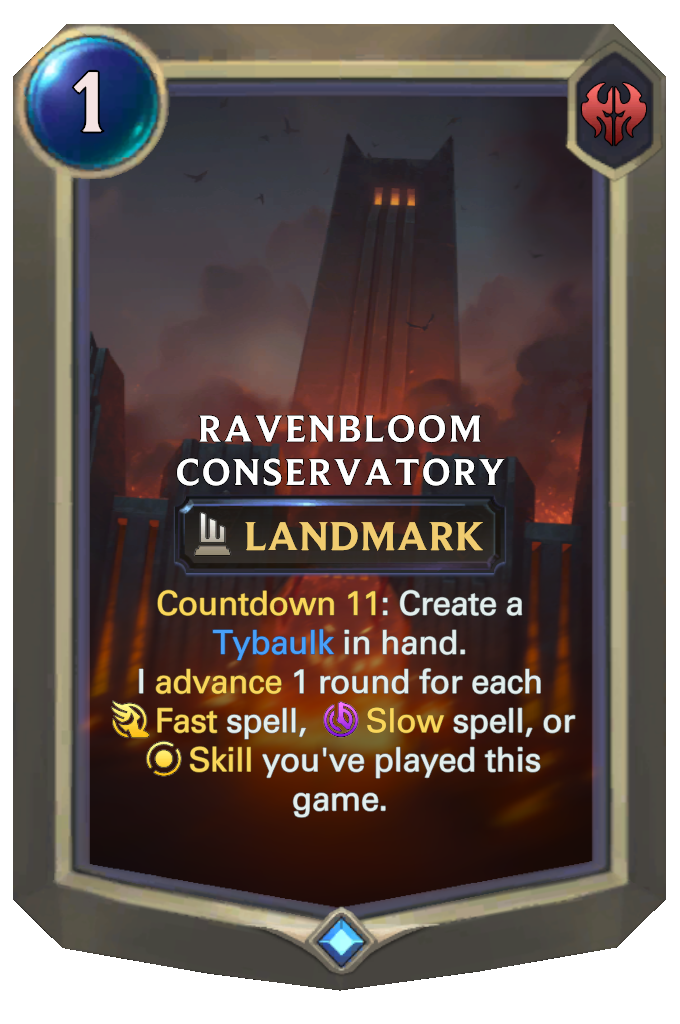 1
RAVENBLOOM
CONSERVATORY
LANDMARK
Countdown 11: Create a
Tybaulk in hand.
I advance 1 round for each
Fast spell, Slow spell, or
Skill you've played this
game.